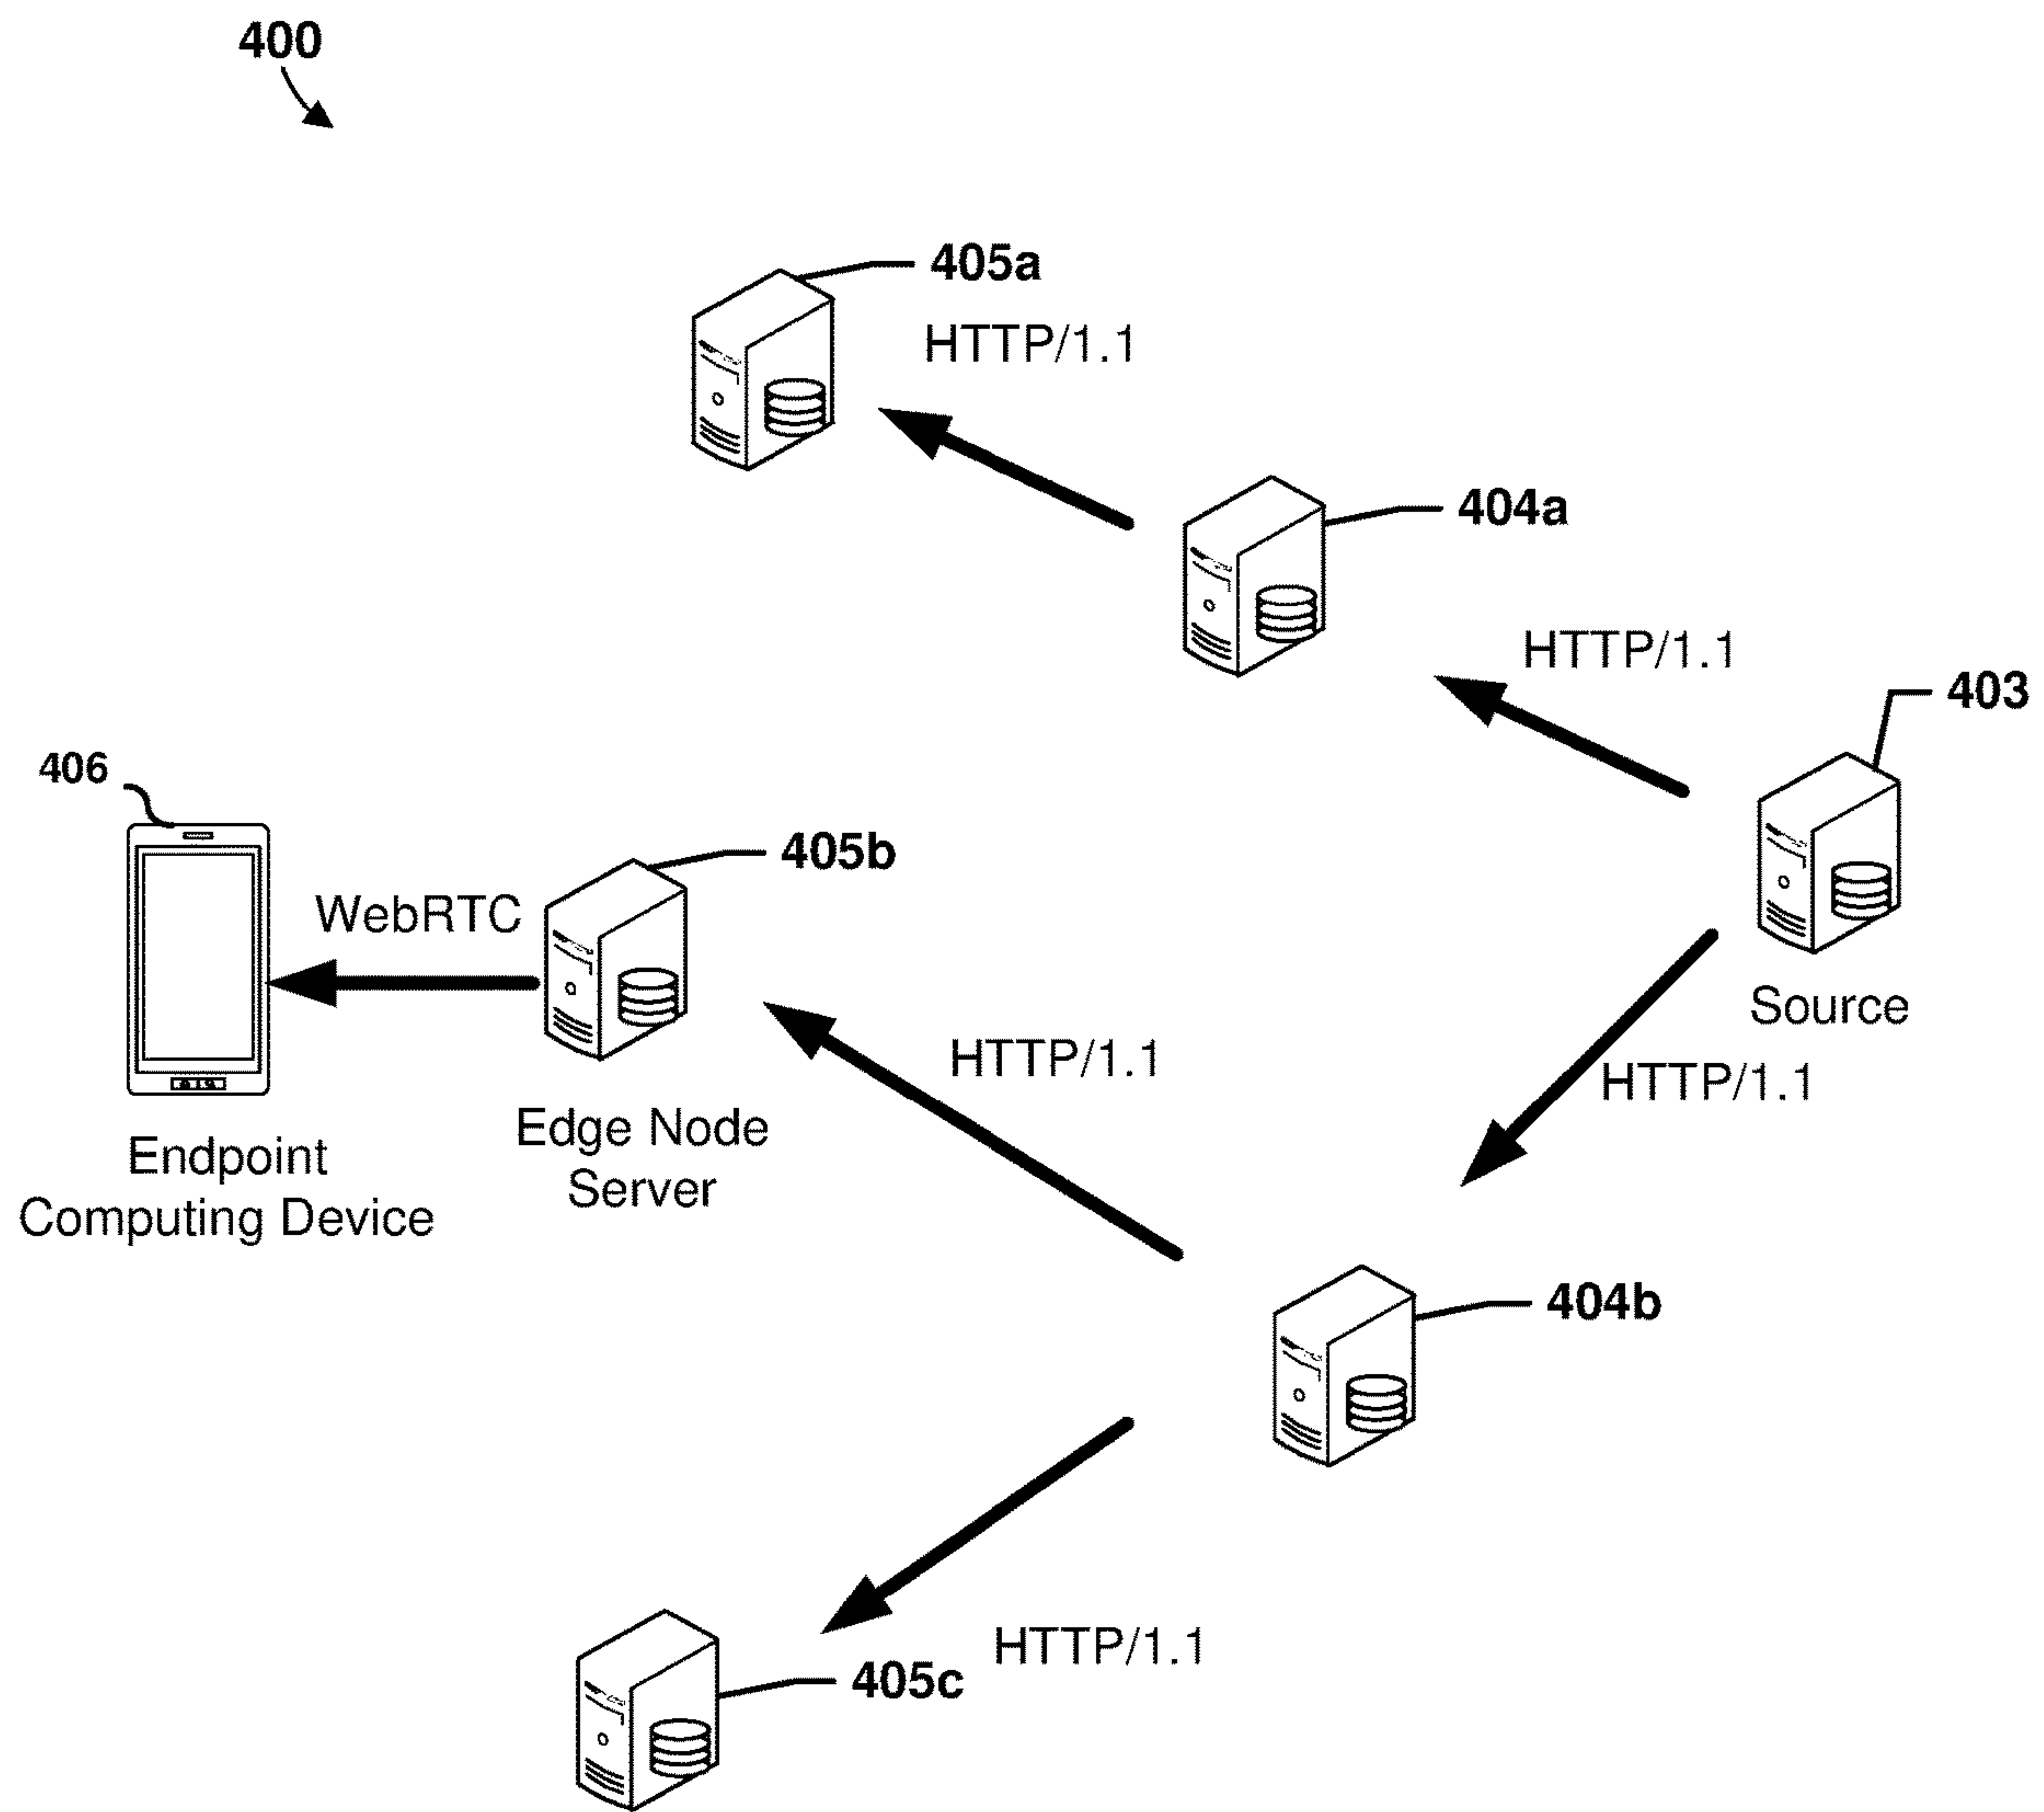 400
405a
HTTP/1.1
404a
HTTP/1.1
403
406
405b
WebRTC
Source
HTTP/1.1
HTTP/1.1
Edge Node
Server
Endpoint
Computing Device
404b
HTTP/1.1
405c